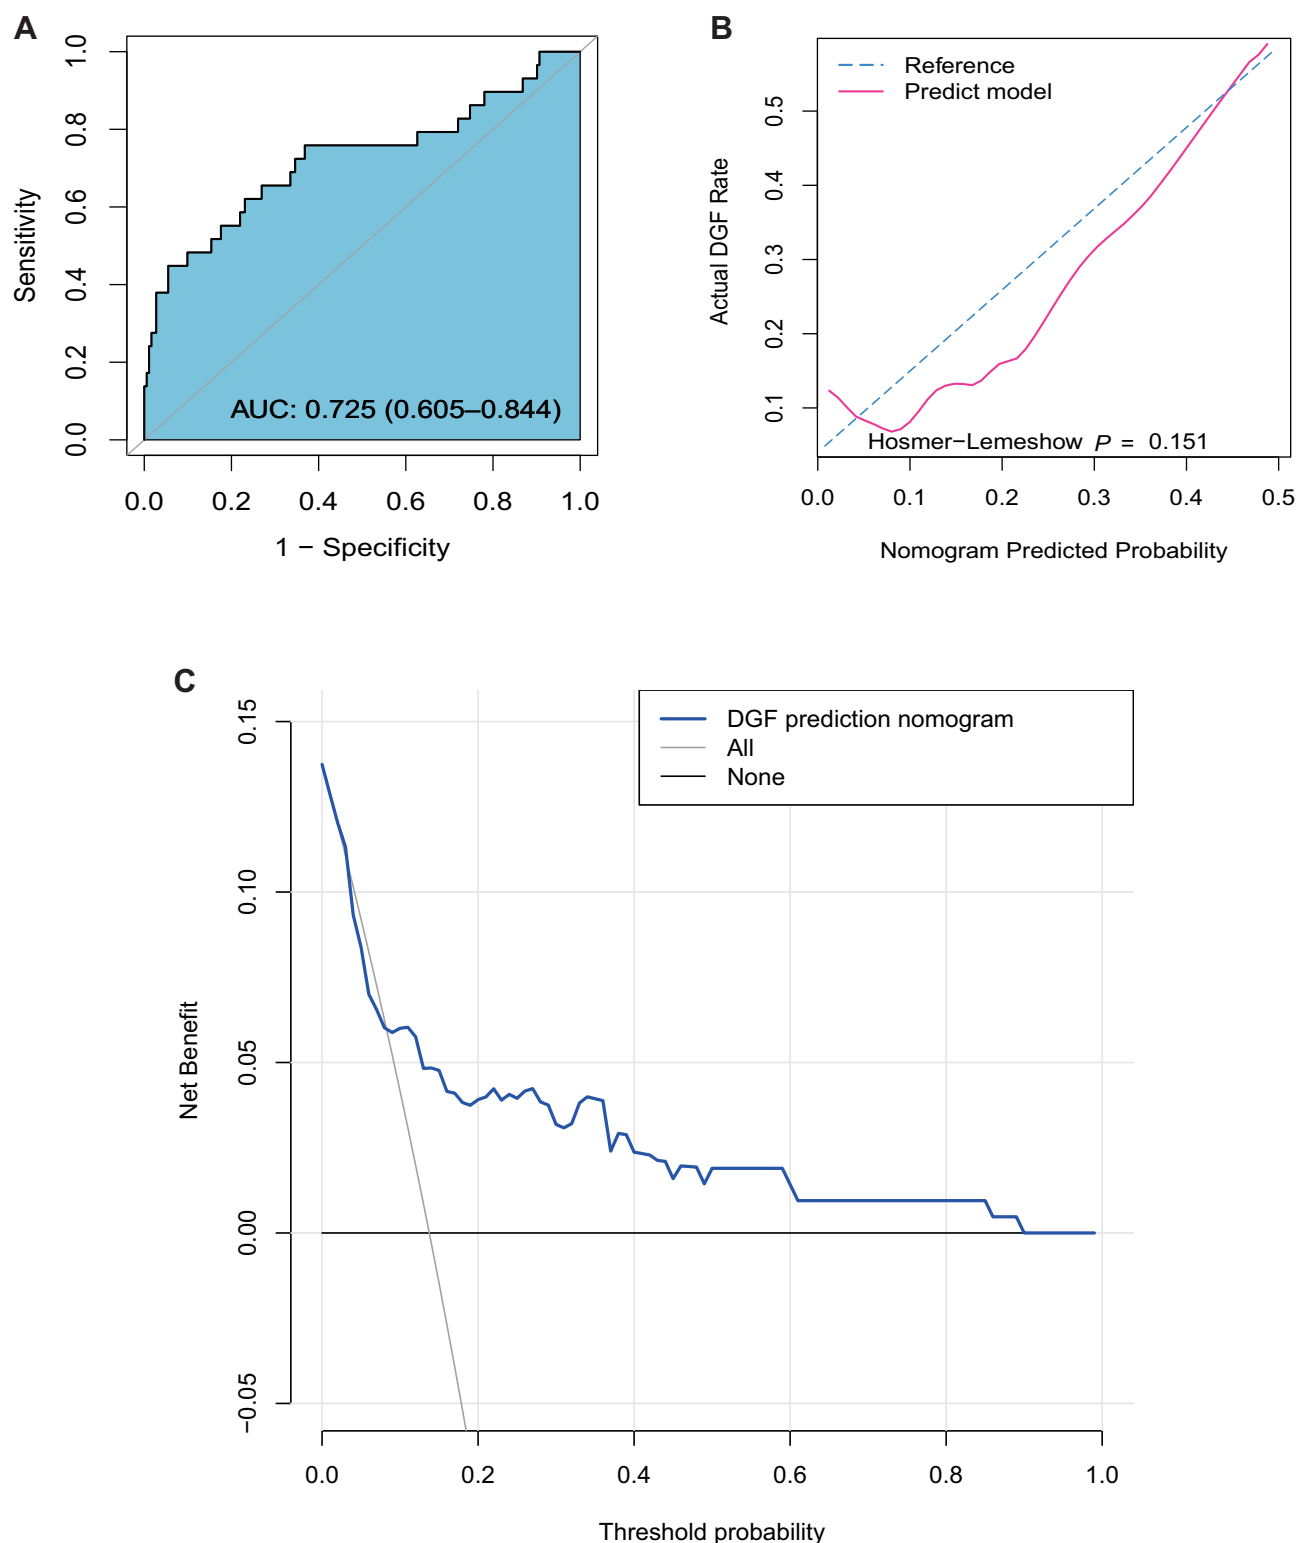 A
1.0
0.8
0.6
0.4
0.2
0.0
Sensitivity
AUC: 0.725 (0.605–0.844)
0.0 0.2 0.4 0.6 0.8 1.0
1 − Specificity
B
Reference
Predict model
0.5
0.4
0.3
0.2
0.1
Actual DGF Rate
Hosmer−Lemeshow P = 0.151
0.0 0.1 0.2 0.3 0.4 0.5
Nomogram Predicted Probability
C
DGF prediction nomogram
All
None
0.15
0.10
0.05
0.00
−0.05
Net Benefit
0.0 0.2 0.4 0.6 0.8 1.0
Threshold probability